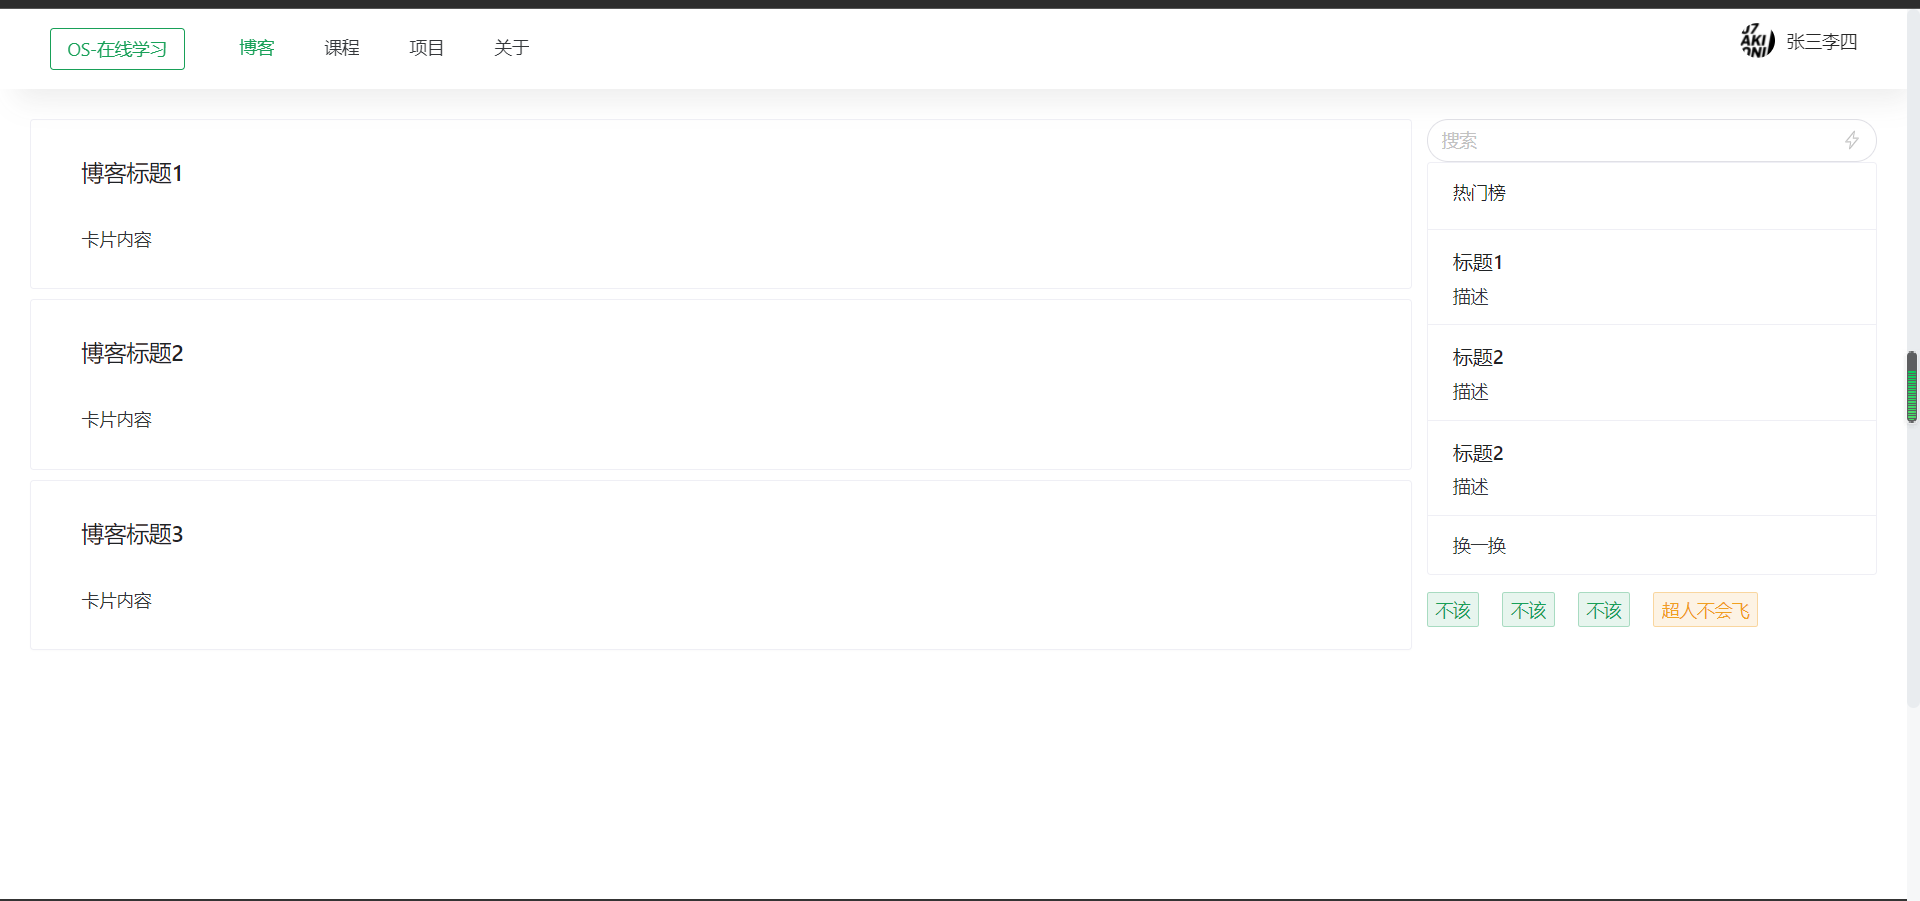 OS-在线学习
博客 课程 项目 关于
张三李四
博客标题1
卡片内容
博客标题2
卡片内容
博客标题3
卡片内容
搜索
热门榜
标题1
描述
标题2
描述
标题2
描述
换一换
不该 不该 不该 超人不会飞